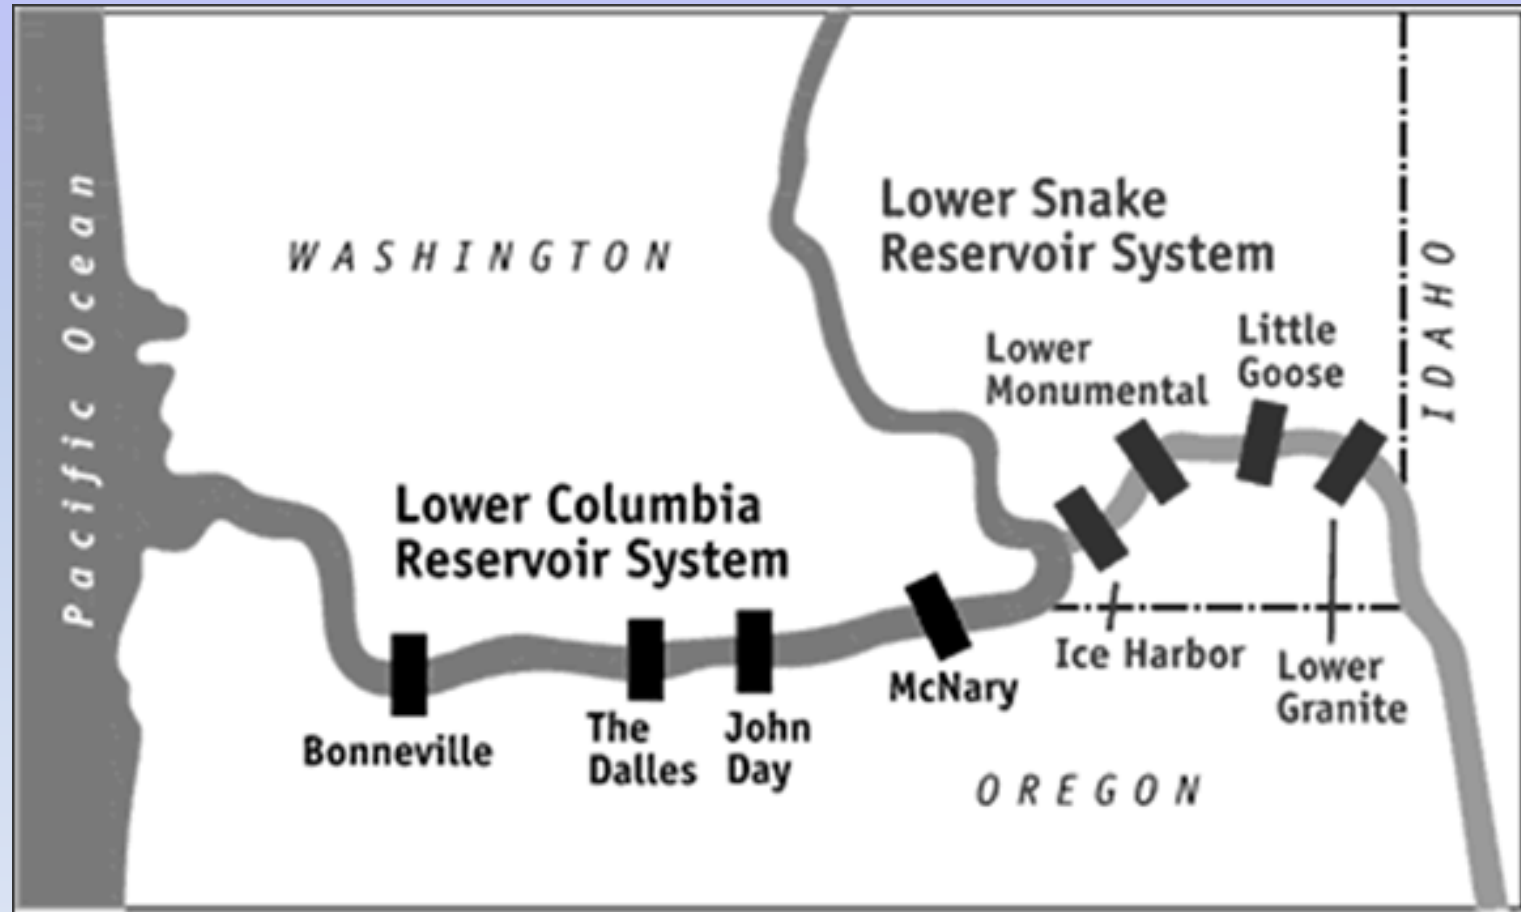 Pacific Ocean
WASHINGTON
Lower Snake
Reservoir System
IDAHO
Lower
Monumental
Little
Goose
Lower Columbia
Reservoir System
Bonneville
The
Dalles
John
Day
McNary
Ice Harbor
Lower
Granite
OREGON